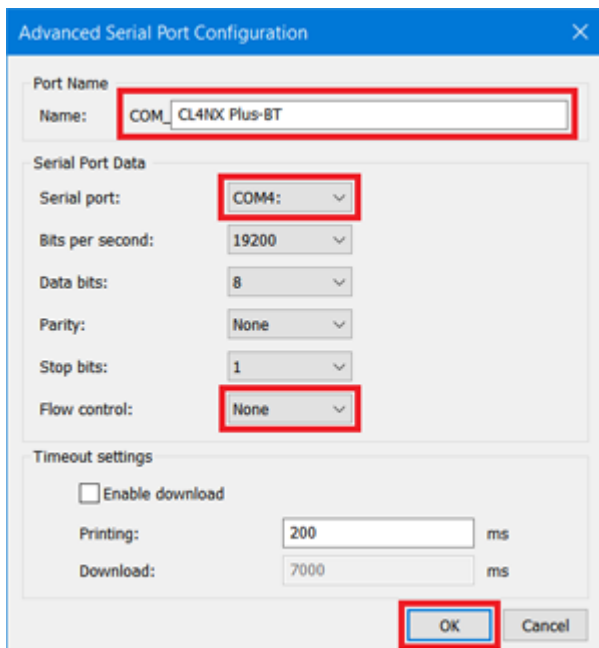 Advanced Serial Port Configuration
Port Name
Name: COM_ CL4NX Plus-BT
Serial Port Data
Serial port: COM4:
Bits per second: 19200
Data bits: 8
Parity: None
Stop bits: 1
Flow control: None
Timeout settings
Enable download
Printing: 200 ms
Download: 7000 ms
OK Cancel